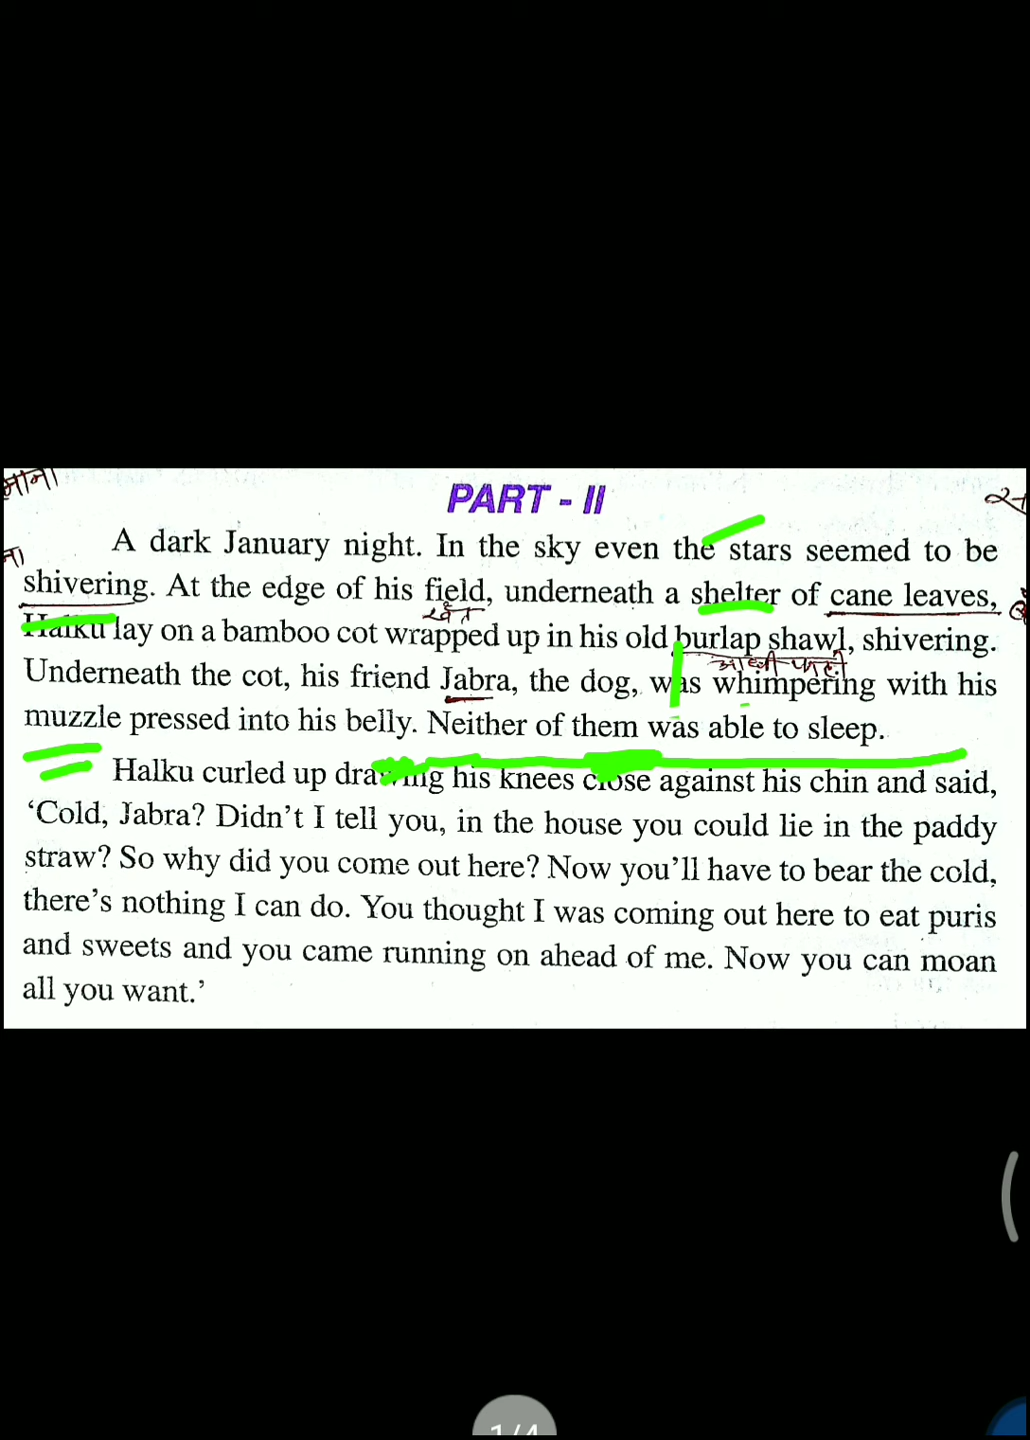 PART - II
A dark January night. In the sky even the stars seemed to be
shivering. At the edge of his field, underneath a shelter of cane leaves,
खेत
Halku lay on a bamboo cot wrapped up in his old burlap shawl, shivering.
Underneath the cot, his friend Jabra, the dog, was whimpering with his
muzzle pressed into his belly. Neither of them was able to sleep.
Halku curled up drawing his knees close against his chin and said,
‘Cold, Jabra? Didn’t I tell you, in the house you could lie in the paddy
straw? So why did you come out here? Now you’ll have to bear the cold,
there’s nothing I can do. You thought I was coming out here to eat puris
and sweets and you came running on ahead of me. Now you can moan
all you want.’
1/4